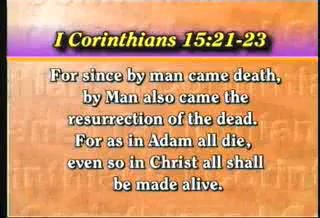 I Corinthians 15:21-23
For since by man came death,
by Man also came the
resurrection of the dead.
For as in Adam all die,
even so in Christ all shall
be made alive.